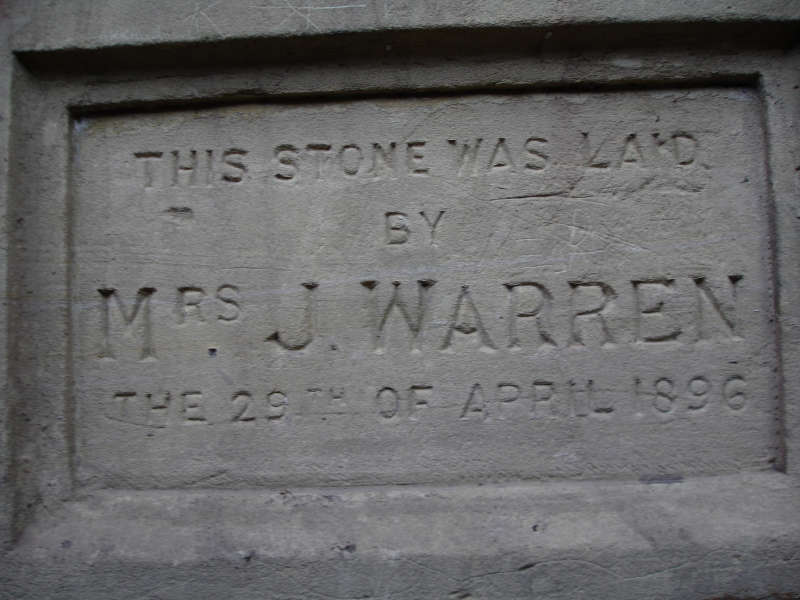 THIS STONE WAS LAID
BY
MRS J. WARREN
THE 29TH OF APRIL 1896